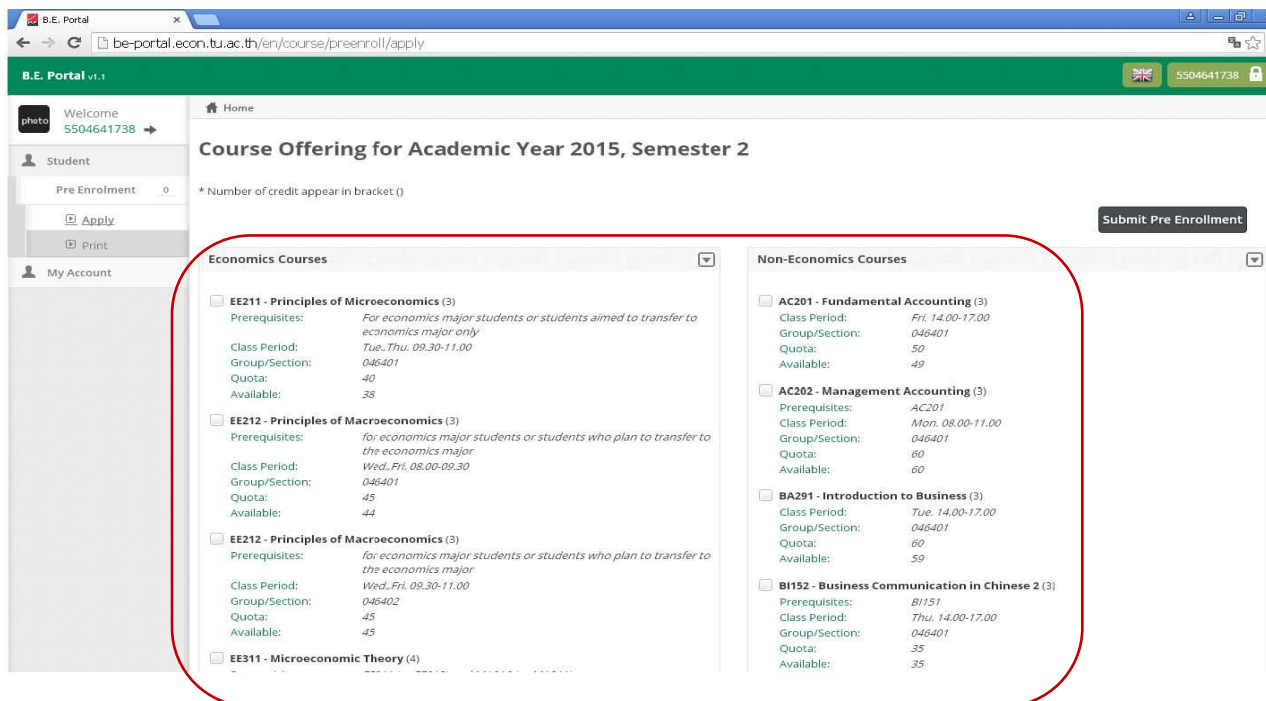 B.E. Portal
be-portal.econ.tu.ac.th/en/course/preenroll/apply
B.E. Portal v1.1
5504641738
photo
Welcome
5504641738
Student
Pre Enrolment 0
Apply
Print
My Account
Home
Course Offering for Academic Year 2015, Semester 2
* Number of credit appear in bracket ()
Submit Pre Enrollment
Economics Courses
EE211 - Principles of Microeconomics (3)
Prerequisites: For economics major students or students aimed to transfer to
economics major only
Class Period: Tue.,Thu. 09.30-11.00
Group/Section: 046401
Quota: 40
Available: 38
EE212 - Principles of Macroeconomics (3)
Prerequisites: for economics major students or students who plan to transfer to
the economics major
Class Period: Wed.,Fri. 08.00-09.30
Group/Section: 046401
Quota: 45
Available: 44
EE212 - Principles of Macroeconomics (3)
Prerequisites: for economics major students or students who plan to transfer to
the economics major
Class Period: Wed.,Fri. 09.30-11.00
Group/Section: 046402
Quota: 45
Available: 45
EE311 - Microeconomic Theory (4)
Non-Economics Courses
AC201 - Fundamental Accounting (3)
Class Period: Fri. 14.00-17.00
Group/Section: 046401
Quota: 50
Available: 49
AC202 - Management Accounting (3)
Prerequisites: AC201
Class Period: Mon. 08.00-11.00
Group/Section: 046401
Quota: 60
Available: 60
BA291 - Introduction to Business (3)
Class Period: Tue. 14.00-17.00
Group/Section: 046401
Quota: 60
Available: 59
BI152 - Business Communication in Chinese 2 (3)
Prerequisites: BI151
Class Period: Thu. 14.00-17.00
Group/Section: 046401
Quota: 35
Available: 35